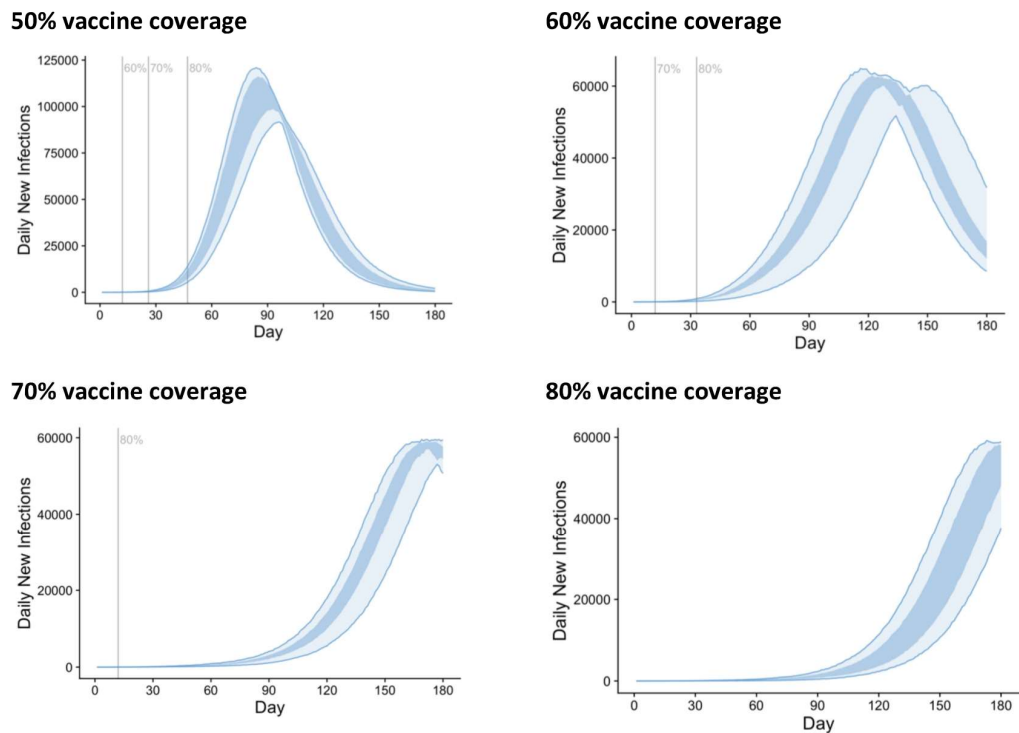 50% vaccine coverage
125000
100000
75000
50000
25000
0
Daily New Infections
60% 70% 80%
0 30 60 90 120 150 180
Day
60% vaccine coverage
60000
40000
20000
0
Daily New Infections
70% 80%
0 30 60 90 120 150 180
Day
70% vaccine coverage
60000
40000
20000
0
Daily New Infections
80%
0 30 60 90 120 150 180
Day
80% vaccine coverage
60000
40000
20000
0
Daily New Infections
0 30 60 90 120 150 180
Day